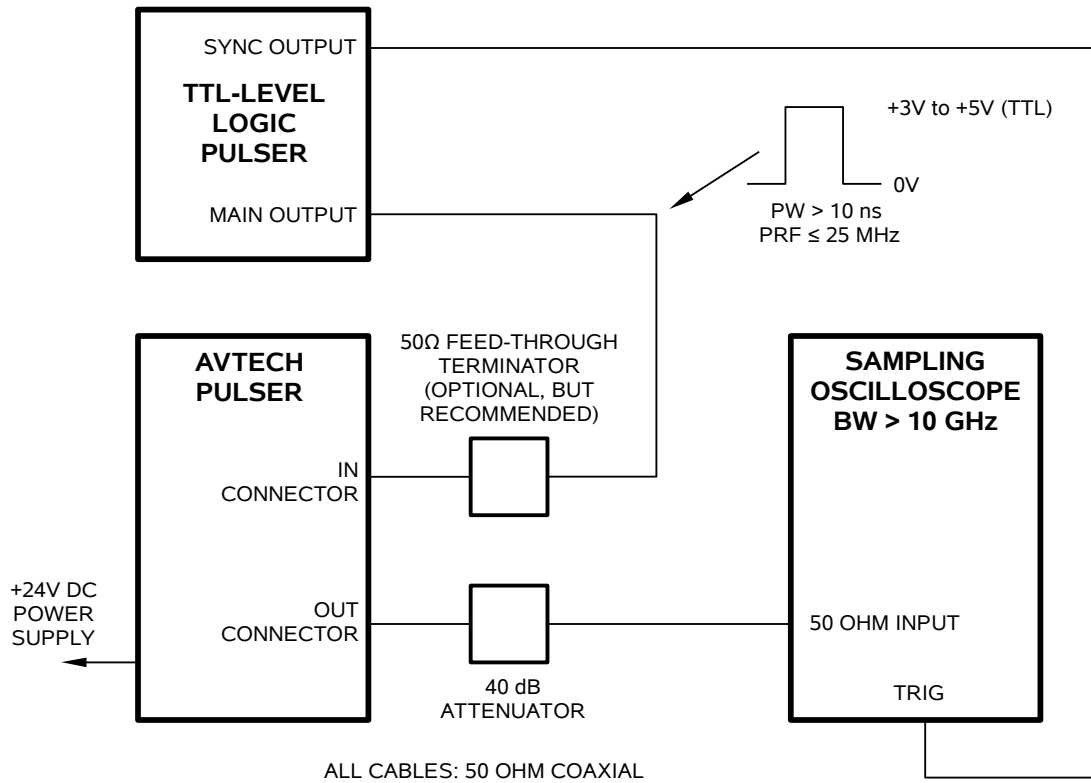 SYNC OUTPUT
TTL-LEVEL
LOGIC
PULSER
MAIN OUTPUT
+3V to +5V (TTL)
0V
PW > 10 ns
PRF ≤ 25 MHz
AVTECH
PULSER
IN
CONNECTOR
OUT
CONNECTOR
50Ω FEED-THROUGH
TERMINATOR
(OPTIONAL, BUT
RECOMMENDED)
SAMPLING
OSCILLOSCOPE
BW > 10 GHz
50 OHM INPUT
TRIG
+24V DC
POWER
SUPPLY
40 dB
ATTENUATOR
ALL CABLES: 50 OHM COAXIAL